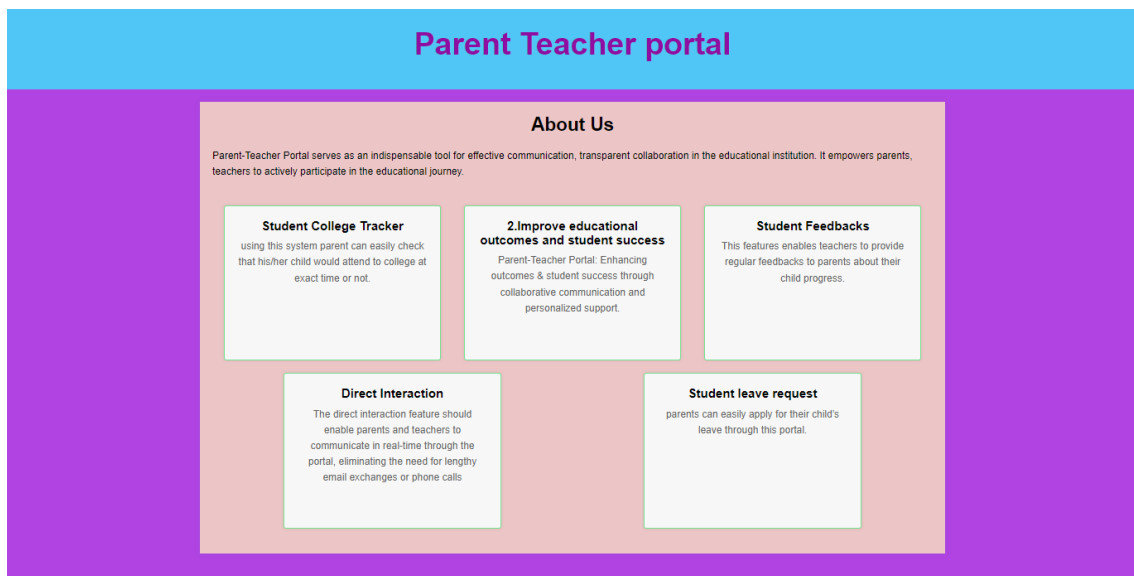 Parent Teacher portal
About Us
Parent-Teacher Portal serves as an indispensable tool for effective communication, transparent collaboration in the educational institution. It empowers parents,
teachers to actively participate in the educational journey.
Student College Tracker
using this system parent can easily check
that his/her child would attend to college at
exact time or not.
2.Improve educational
outcomes and student success
Parent-Teacher Portal: Enhancing
outcomes & student success through
collaborative communication and
personalized support.
Student Feedbacks
This features enables teachers to provide
regular feedbacks to parents about their
child progress.
Direct Interaction
The direct interaction feature should
enable parents and teachers to
communicate in real-time through the
portal, eliminating the need for lengthy
email exchanges or phone calls
Student leave request
parents can easily apply for their child's
leave through this portal.